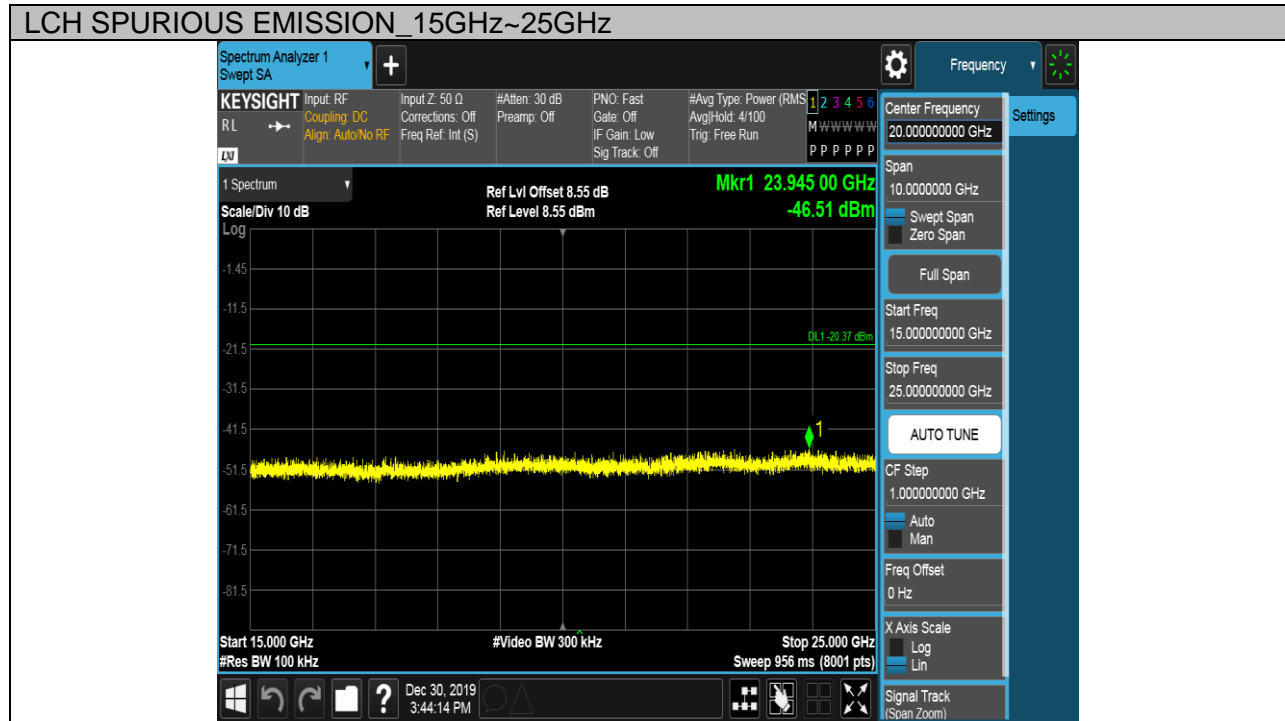 LCH SPURIOUS EMISSION_15GHz~25GHz
Spectrum Analyzer 1
Swept SA
+
Frequency
KEYSIGHT
RL
LXI
Input: RF
Coupling: DC
Align: Auto/No RF
Input Z: 50 Ω
Corrections: Off
Freq Ref: Int (S)
#Atten: 30 dB
Preamp: Off
PNO: Fast
Gate: Off
IF Gain: Low
Sig Track: Off
#Avg Type: Power (RMS
Avg|Hold: 4/100
Trig: Free Run
1 2 3 4 5 6
M W W W W W
P P P P P P
1 Spectrum
Scale/Div 10 dB
Ref Lvl Offset 8.55 dB
Ref Level 8.55 dBm
Mkr1 23.945 00 GHz
-46.51 dBm
Log
-1.45
-11.5
DL1 -20.37 dBm
-21.5
-31.5
-41.5
1
-51.5
-61.5
-71.5
-81.5
Start 15.000 GHz
#Video BW 300 kHz
Stop 25.000 GHz
#Res BW 100 kHz
Sweep 956 ms (8001 pts)
?
Dec 30, 2019
3:44:14 PM
Center Frequency
20.000000000 GHz
Settings
Span
10.0000000 GHz
Swept Span
Zero Span
Full Span
Start Freq
15.000000000 GHz
Stop Freq
25.000000000 GHz
AUTO TUNE
CF Step
1.000000000 GHz
Auto
Man
Freq Offset
0 Hz
X Axis Scale
Log
Lin
Signal Track
(Span Zoom)